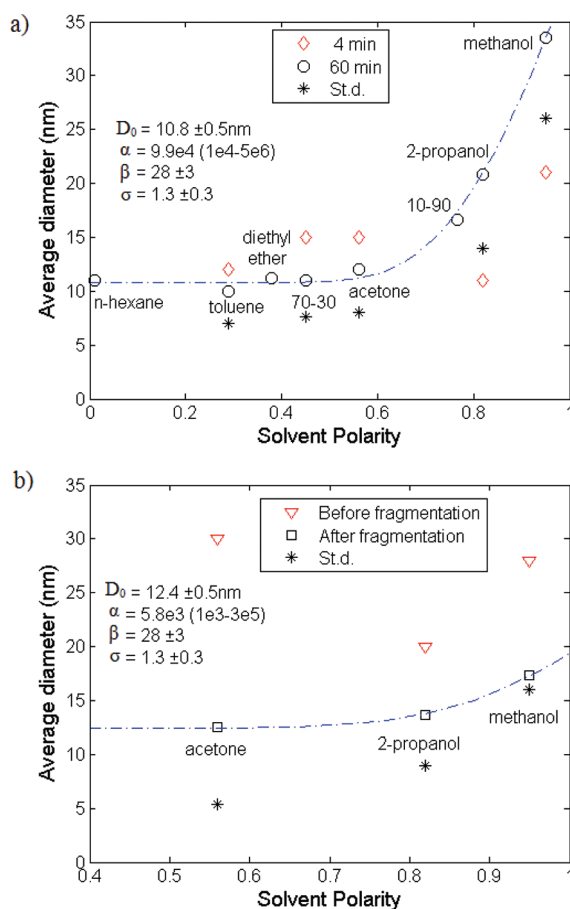 a)
35
30
25
20
15
10
5
0
Average diameter (nm)
4 min
60 min
St.d.
D₀ = 10.8 ±0.5nm
α = 9.9e4 (1e4-5e6)
β = 28 ±3
σ = 1.3 ±0.3
methanol
2-propanol
10-90
diethyl
ether
n-hexane
toluene
70-30
acetone
0
0.2
0.4
0.6
0.8
1
Solvent Polarity
b)
35
30
25
20
15
10
5
0
Average diameter (nm)
Before fragmentation
After fragmentation
St.d.
D₀ = 12.4 ±0.5nm
α = 5.8e3 (1e3-3e5)
β = 28 ±3
σ = 1.3 ±0.3
acetone
2-propanol
methanol
0.4
0.5
0.6
0.7
0.8
0.9
1
Solvent Polarity